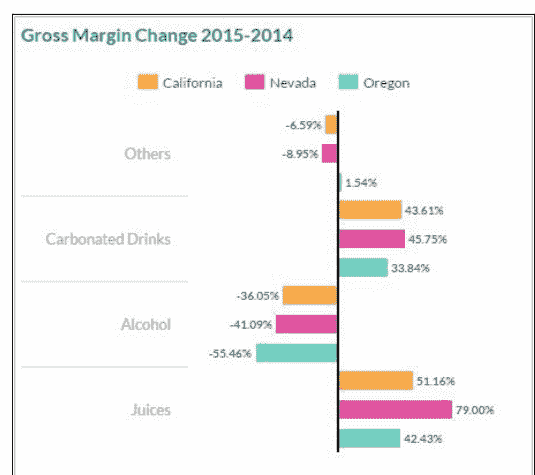 Gross Margin Change 2015-2014
California Nevada Oregon
-6.59%
Others -8.95%
1.54%
43.61%
Carbonated Drinks 45.75%
33.84%
-36.05%
Alcohol -41.09%
-55.46%
51.16%
Juices 79.00%
42.43%